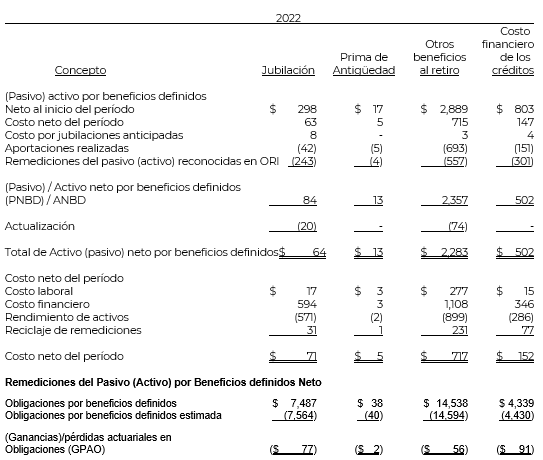 2022
Costo
Otros financiero
Prima de beneficios de los
Concepto Jubilación Antigüedad al retiro créditos
(Pasivo) activo por beneficios definidos
Neto al inicio del período $ 298 $ 17 $ 2,889 $ 803
Costo neto del período 63 5 715 147
Costo por jubilaciones anticipadas 8 - 3 4
Aportaciones realizadas (42) (5) (693) (151)
Remediciones del pasivo (activo) reconocidas en ORI (243) (4) (557) (301)
(Pasivo) / Activo neto por beneficios definidos
(PNBD) / ANBD 84 13 2,357 502
Actualización (20) - (74) -
Total de Activo (pasivo) neto por beneficios definidos $ 64 $ 13 $ 2,283 $ 502
Costo neto del período
Costo laboral $ 17 $ 3 $ 277 $ 15
Costo financiero 594 3 1,108 346
Rendimiento de activos (571) (2) (899) (286)
Reciclaje de remediciones 31 1 231 77
Costo neto del período $ 71 $ 5 $ 717 $ 152
Remediciones del Pasivo (Activo) por Beneficios definidos Neto
Obligaciones por beneficios definidos $ 7,487 $ 38 $ 14,538 $ 4,339
Obligaciones por beneficios definidos estimada (7,564) (40) (14,594) (4,430)
(Ganancias)/pérdidas actuariales en
Obligaciones (GPAO) ($ 77) ($ 2) ($ 56) ($ 91)